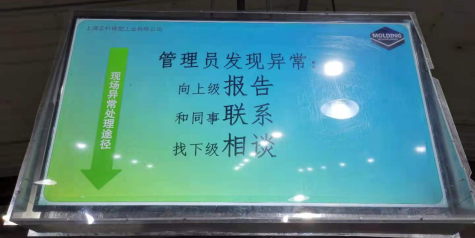 管理员发现异常:
向上级报告
和同事联系
找下级相谈
现场异常处理途径
MOLDING